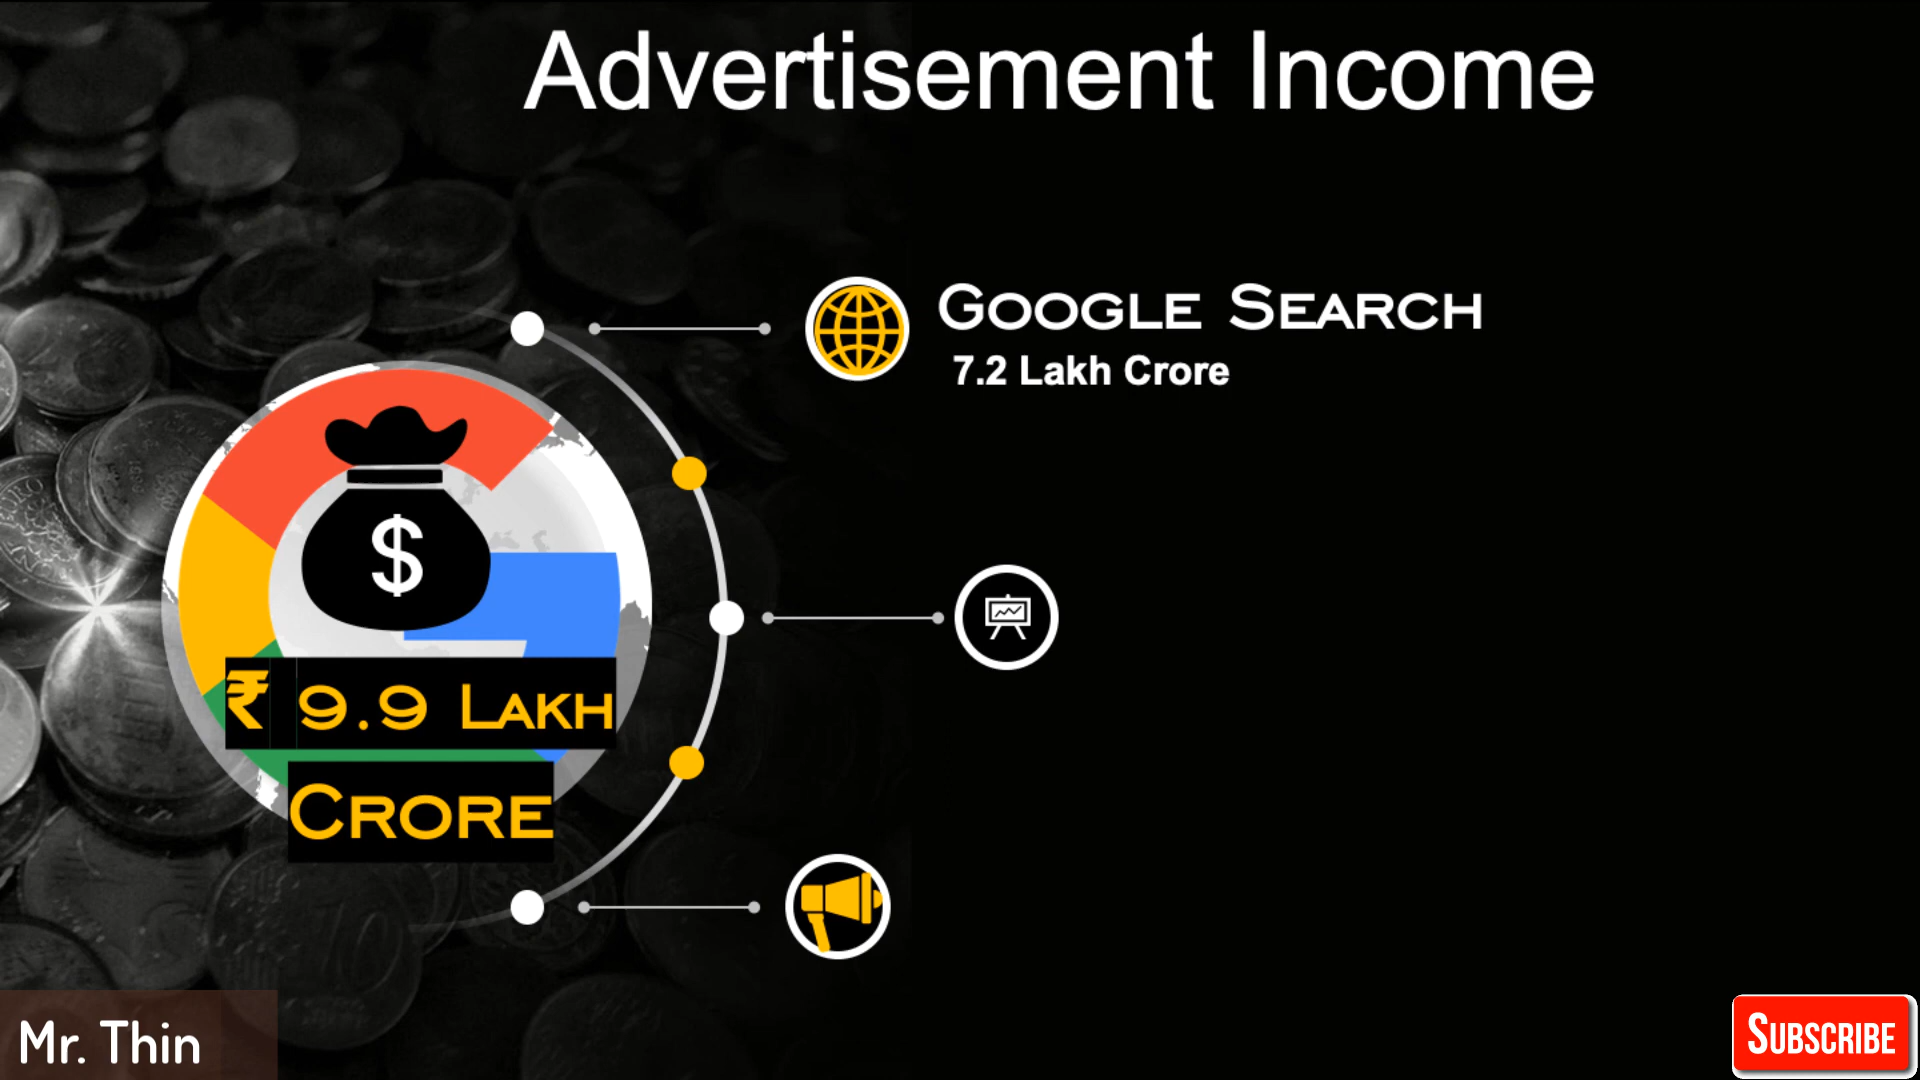 Advertisement Income
Google Search
7.2 Lakh Crore
$
₹ 9.9 Lakh
Crore
Mr. Thin
Subscribe